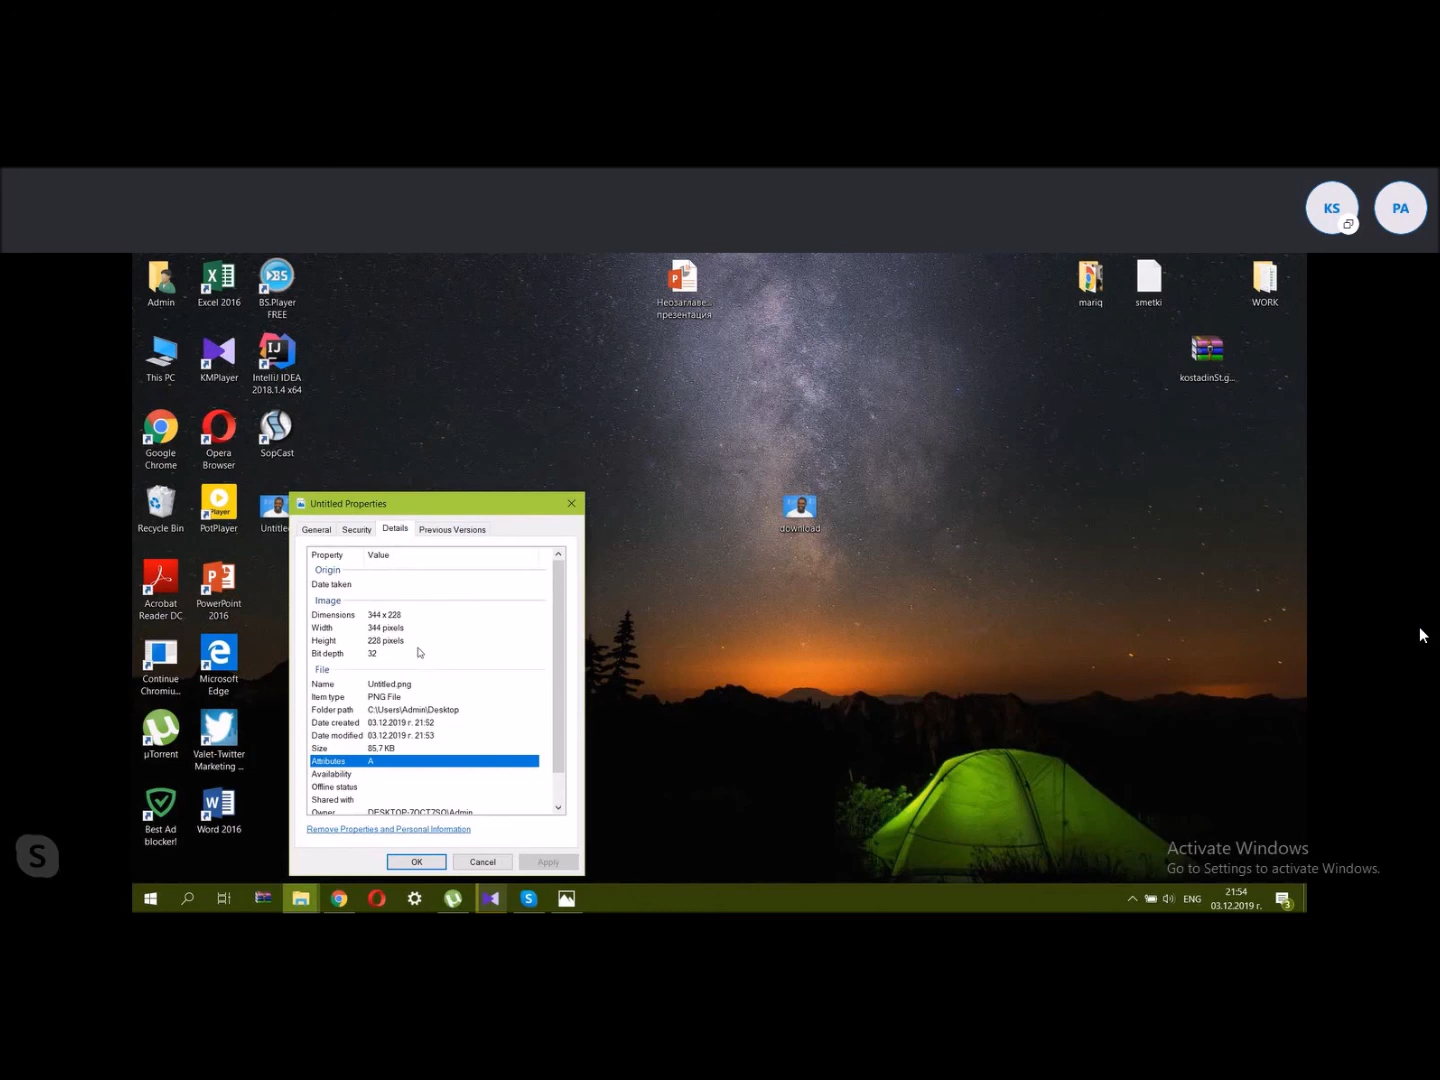 KS
PA
Admin
Excel 2016
BS.Player
FREE
Неозаглаве...
презентация
mariq
smetki
WORK
This PC
KMPlayer
IntelliJ IDEA
2018.1.4 x64
kostadinSt.g...
Google
Chrome
Opera
Browser
SopCast
Recycle Bin
PotPlayer
Player
Untitled Properties
download
General
Security
Details
Previous Versions
Property
Value
Origin
Date taken
Image
Dimensions
344 x 228
Width
344 pixels
Height
228 pixels
Bit depth
32
File
Name
Untitled.png
Item type
PNG File
Folder path
C:\Users\Admin\Desktop
Date created
03.12.2019 г. 21:52
Date modified
03.12.2019 г. 21:53
Size
85,7 KB
Attributes
A
Availability
Offline status
Shared with
Owner
Remove Properties and Personal Information
OK
Cancel
Apply
Acrobat
Reader DC
PowerPoint
2016
Continue
Chromiu...
Microsoft
Edge
µTorrent
Valet-Twitter
Marketing ...
Best Ad
blocker!
Word 2016
Activate Windows
Go to Settings to activate Windows.
ENG
21:54
03.12.2019 г.
3